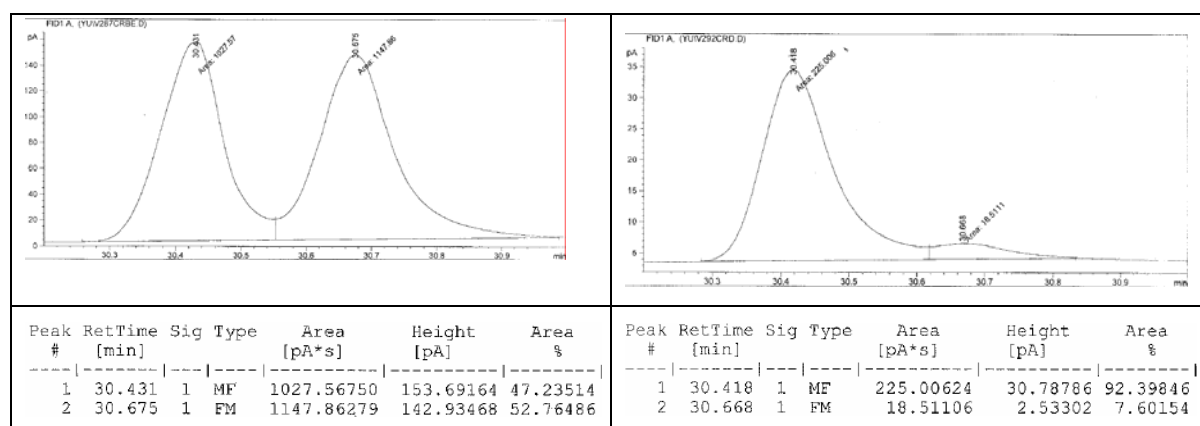 FID1 A, (YUIV287CRBE.D)
pA
30.431
Area: 1027.57
30.675
Area: 1147.86
140
120
100
80
60
40
20
0
30.3 30.4 30.5 30.6 30.7 30.8 30.9 min
FID1 A, (YUIV292CRD.D)
pA
30.418
Area: 225.006
30.668
Area: 18.5111
35
30
25
20
15
10
5
30.3 30.4 30.5 30.6 30.7 30.8 30.9 min
Peak RetTime Sig Type Area Height Area
# [min] [pA*s] [pA] %
1 30.431 1 MF 1027.56750 153.69164 47.23514
2 30.675 1 FM 1147.86279 142.93468 52.76486
Peak RetTime Sig Type Area Height Area
# [min] [pA*s] [pA] %
1 30.418 1 MF 225.00624 30.78786 92.39846
2 30.668 1 FM 18.51106 2.53302 7.60154